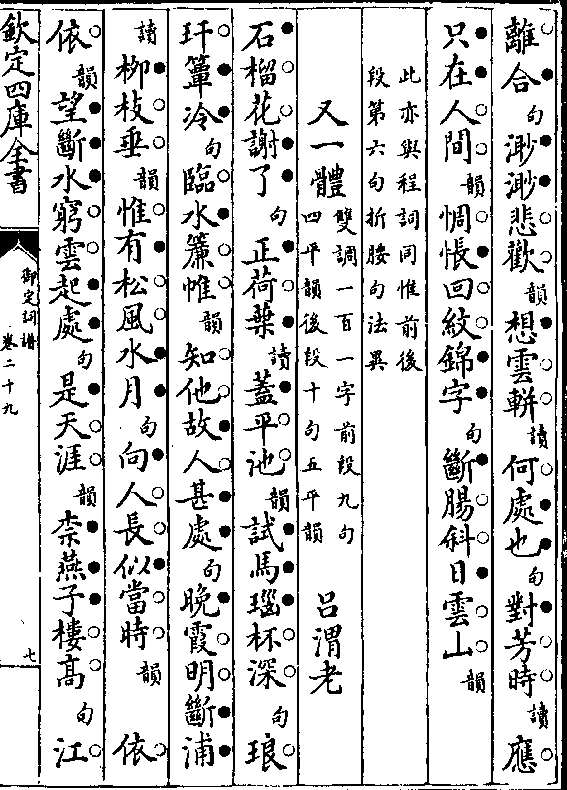 離合句渺渺悲歡韻想雲輧讀何處也句對芳時讀應
只在人間韻惆悵回紋錦字句斷腸斜日雲山韻
此亦與程詞同惟前後
段第六句折腰句法異
又一體雙調一百一字前段九句四平韻後段十句五平韻呂渭老
石榴花謝了句正荷葉讀蓋平池韻試馬瑙杯深句琅
玕簟冷句臨水簾帷韻知他故人甚處句晚霞明斷浦
讀柳枝垂韻惟有松風水月句向人長似當時韻依
依韻望斷水窮雲起處句是天涯韻柰燕子樓高句江
欽定四庫全書
御定詞譜
卷二十九
七